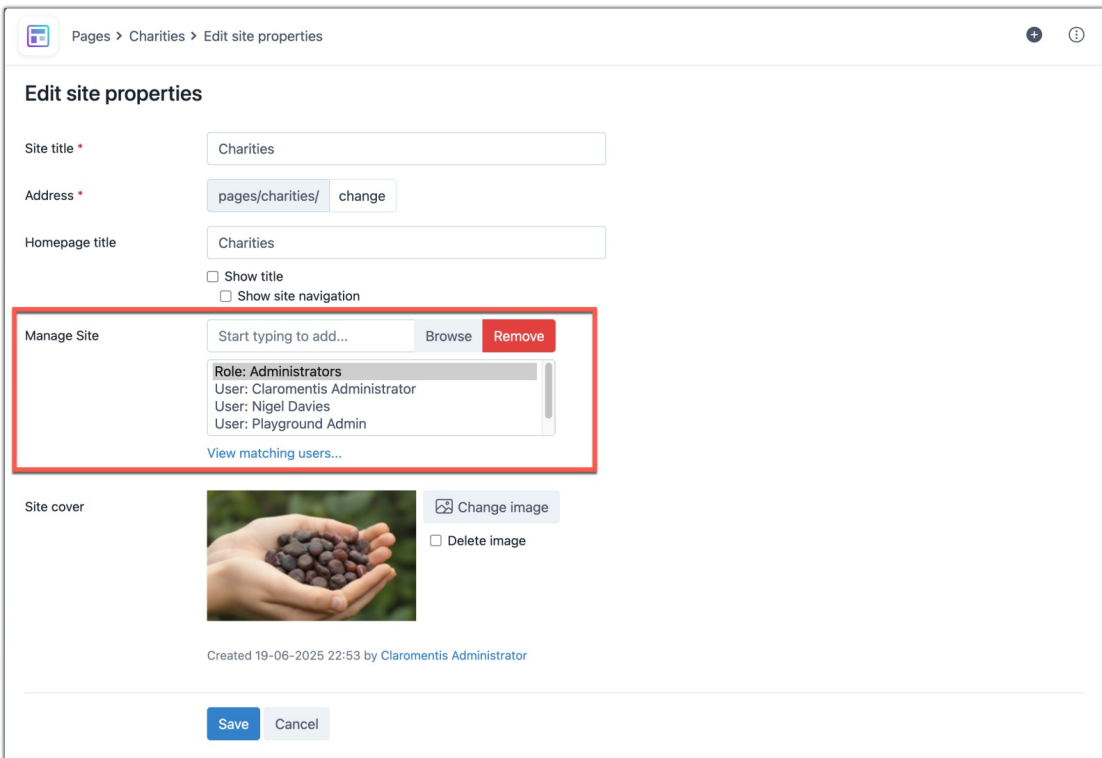 Pages > Charities > Edit site properties
Edit site properties
Site title *
Charities
Address *
pages/charities/ change
Homepage title
Charities
Show title
Show site navigation
Manage Site
Start typing to add... Browse Remove
Role: Administrators
User: Claromentis Administrator
User: Nigel Davies
User: Playground Admin
View matching users...
Site cover
Change image
Delete image
Created 19-06-2025 22:53 by Claromentis Administrator
Save Cancel